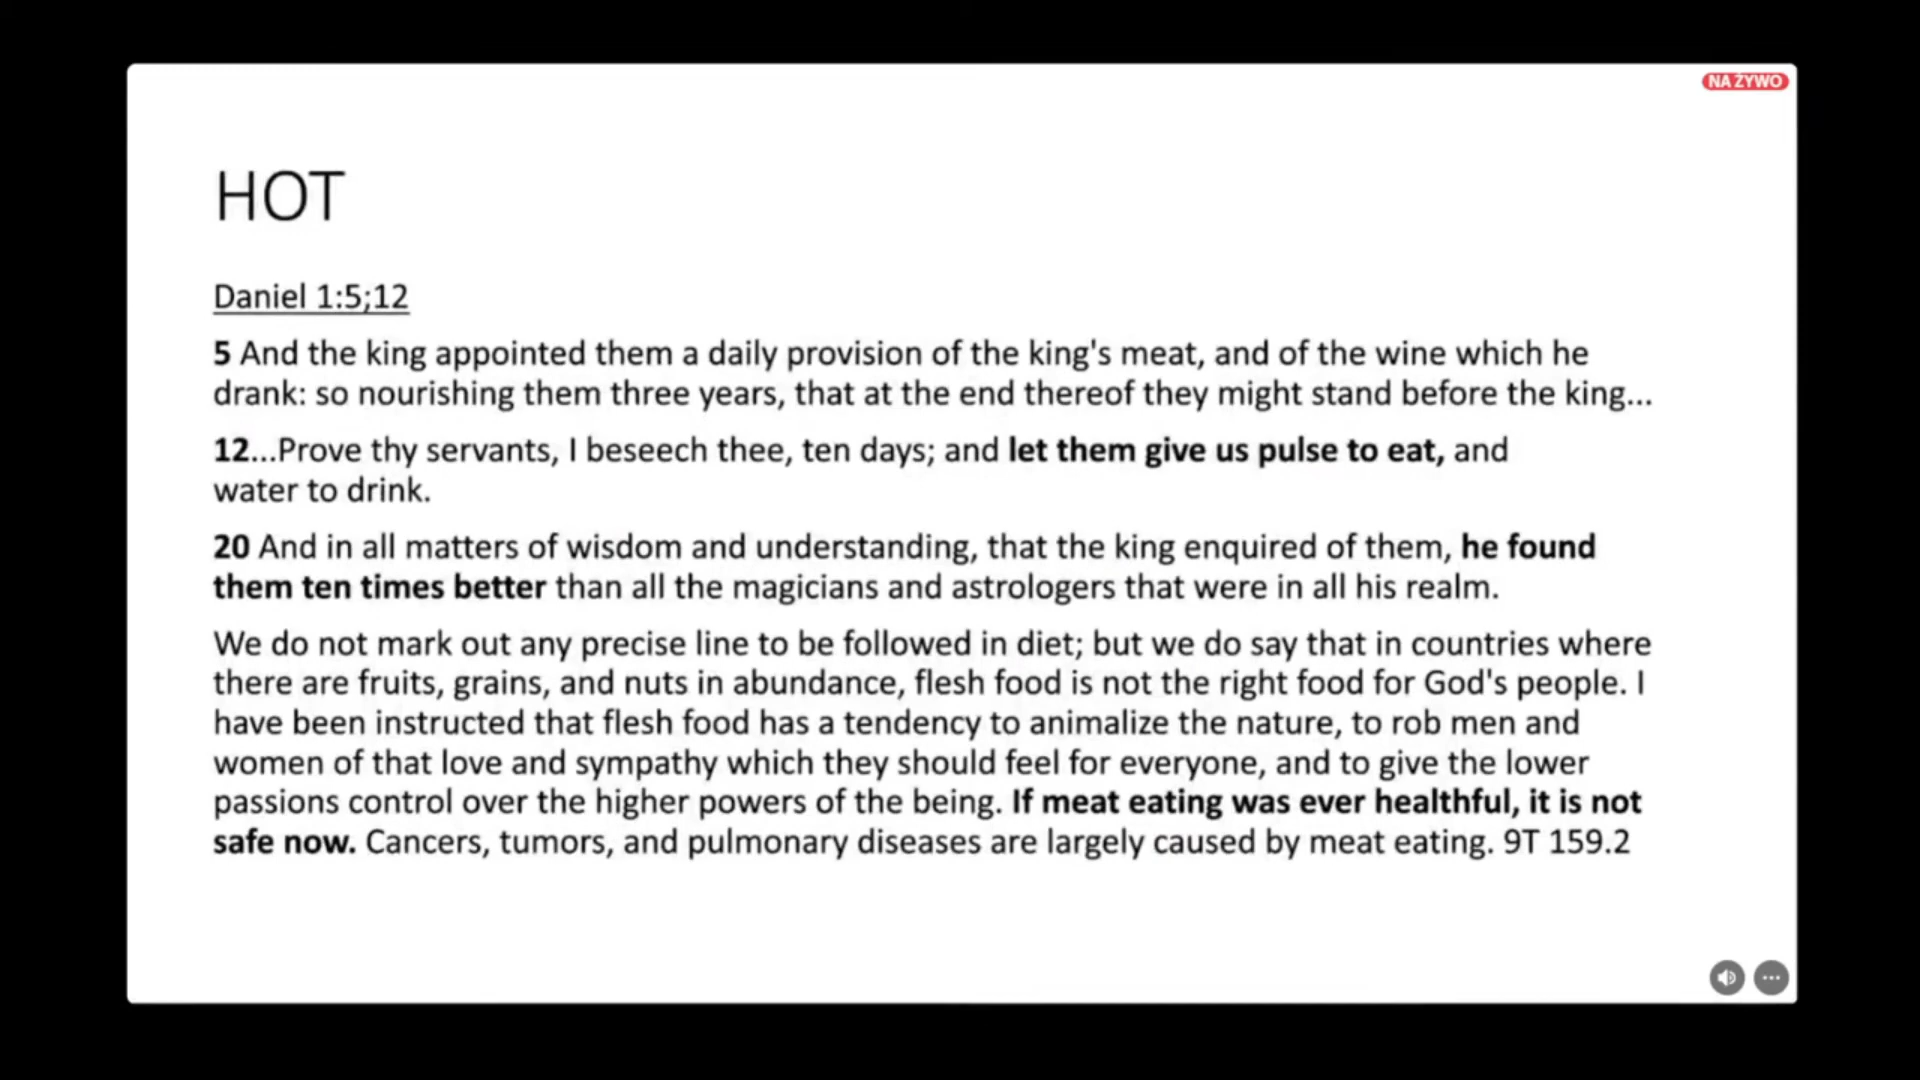 NA ŻYWO
HOT
Daniel 1:5;12
5 And the king appointed them a daily provision of the king's meat, and of the wine which he
drank: so nourishing them three years, that at the end thereof they might stand before the king...
12...Prove thy servants, I beseech thee, ten days; and let them give us pulse to eat, and
water to drink.
20 And in all matters of wisdom and understanding, that the king enquired of them, he found
them ten times better than all the magicians and astrologers that were in all his realm.
We do not mark out any precise line to be followed in diet; but we do say that in countries where
there are fruits, grains, and nuts in abundance, flesh food is not the right food for God's people. I
have been instructed that flesh food has a tendency to animalize the nature, to rob men and
women of that love and sympathy which they should feel for everyone, and to give the lower
passions control over the higher powers of the being. If meat eating was ever healthful, it is not
safe now. Cancers, tumors, and pulmonary diseases are largely caused by meat eating. 9T 159.2